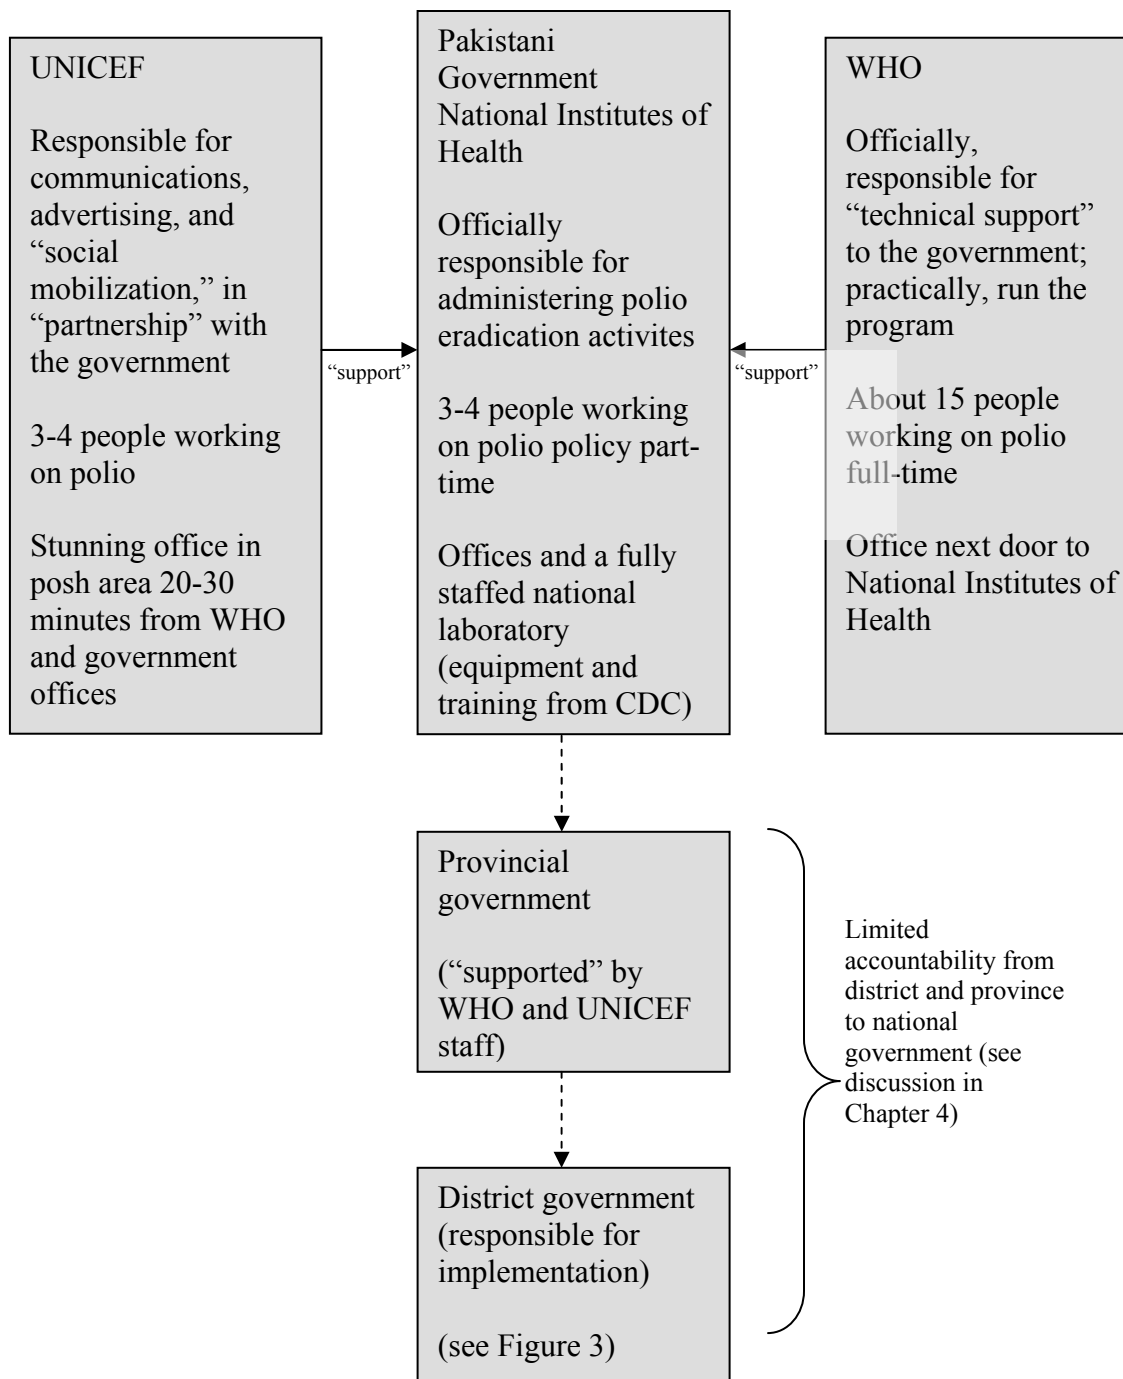 UNICEF
Responsible for
communications,
advertising, and
“social
mobilization,” in
“partnership” with
the government
3-4 people working
on polio
Stunning office in
posh area 20-30
minutes from WHO
and government
offices
“support”
Pakistani
Government
National Institutes of
Health
Officially
responsible for
administering polio
eradication activites
3-4 people working
on polio policy part-
time
Offices and a fully
staffed national
laboratory
(equipment and
training from CDC)
“support”
WHO
Officially,
responsible for
“technical support”
to the government;
practically, run the
program
About 15 people
working on polio
full-time
Office next door to
National Institutes of
Health
Provincial
government
(“supported” by
WHO and UNICEF
staff)
Limited
accountability from
district and province
to national
government (see
discussion in
Chapter 4)
District government
(responsible for
implementation)
(see Figure 3)